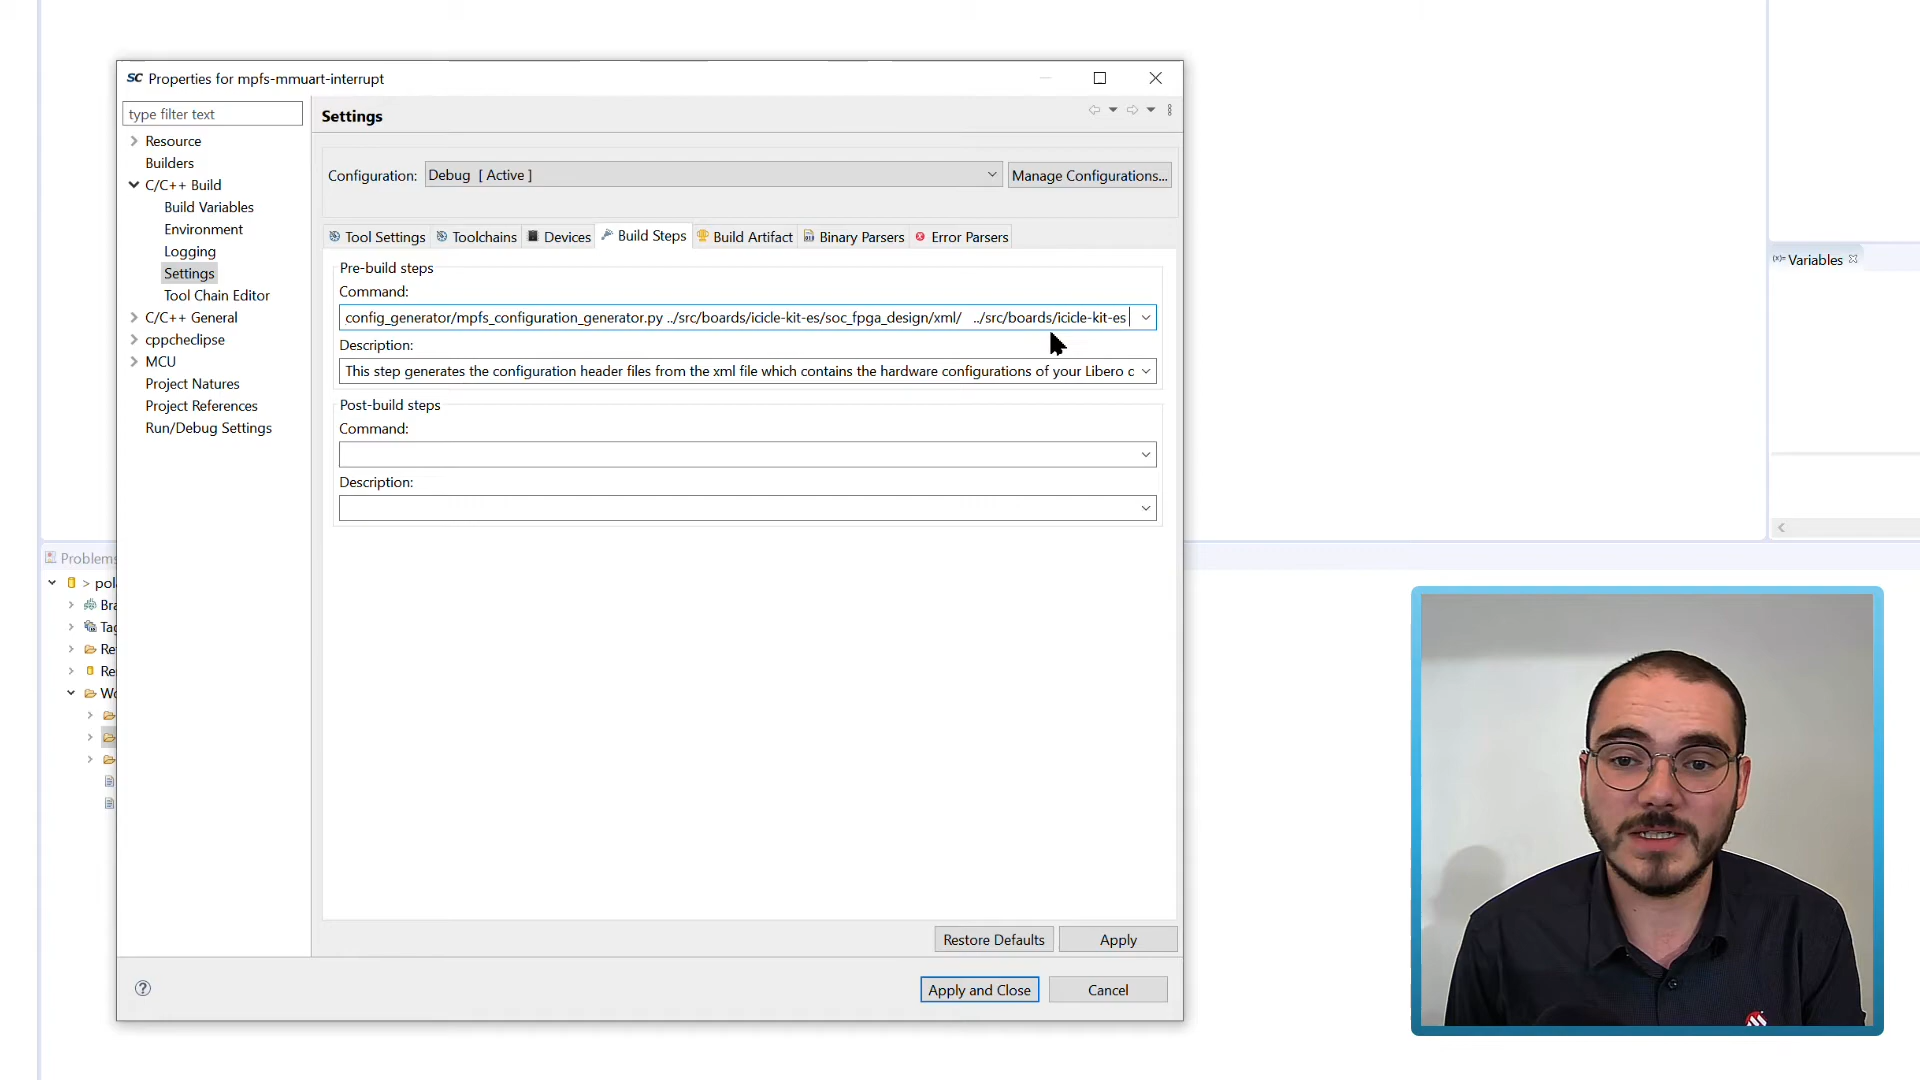 SC Properties for mpfs-mmuart-interrupt
type filter text
Resource
Builders
C/C++ Build
Build Variables
Environment
Logging
Settings
Tool Chain Editor
C/C++ General
cppcheclipse
MCU
Project Natures
Project References
Run/Debug Settings
Settings
Configuration:
Debug [ Active ]
Manage Configurations...
Tool Settings
Toolchains
Devices
Build Steps
Build Artifact
Binary Parsers
Error Parsers
Pre-build steps
Command:
config_generator/mpfs_configuration_generator.py ../src/boards/icicle-kit-es/soc_fpga_design/xml/ ../src/boards/icicle-kit-es
Description:
This step generates the configuration header files from the xml file which contains the hardware configurations of your Libero c
Post-build steps
Command:
Description:
Restore Defaults
Apply
Apply and Close
Cancel
(x)= Variables
Problems
> pola
Bra
Tag
Re
Re
Wo